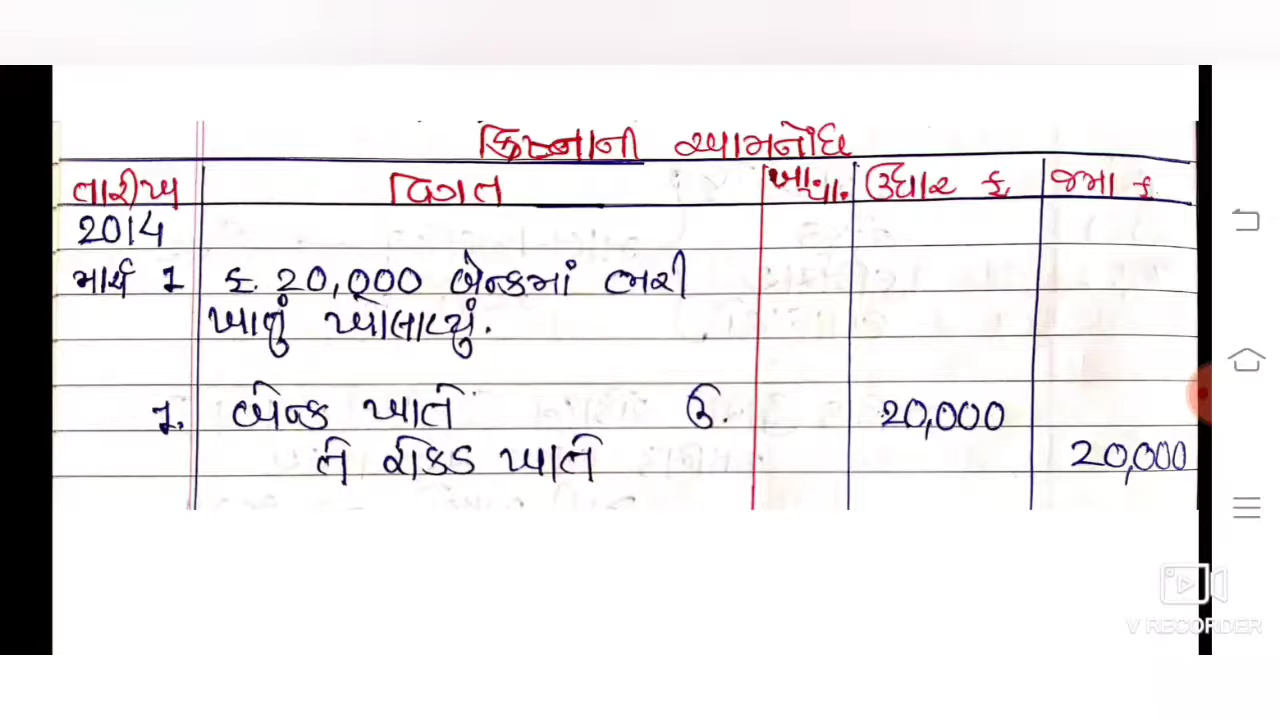 ક્રિષ્નાની આમનોંધ
તારીખ વિગત ખા.પા. ઉધાર રૂ. જમા રૂ.
2014
માર્ચ 1 રૂ. 20,000 બેન્કમાં ભરી
ખાતું ખોલાવ્યું.
1. બેન્ક ખાતે ઉ. 20,000
તે રોકડ ખાતે 20,000
V RECORDER